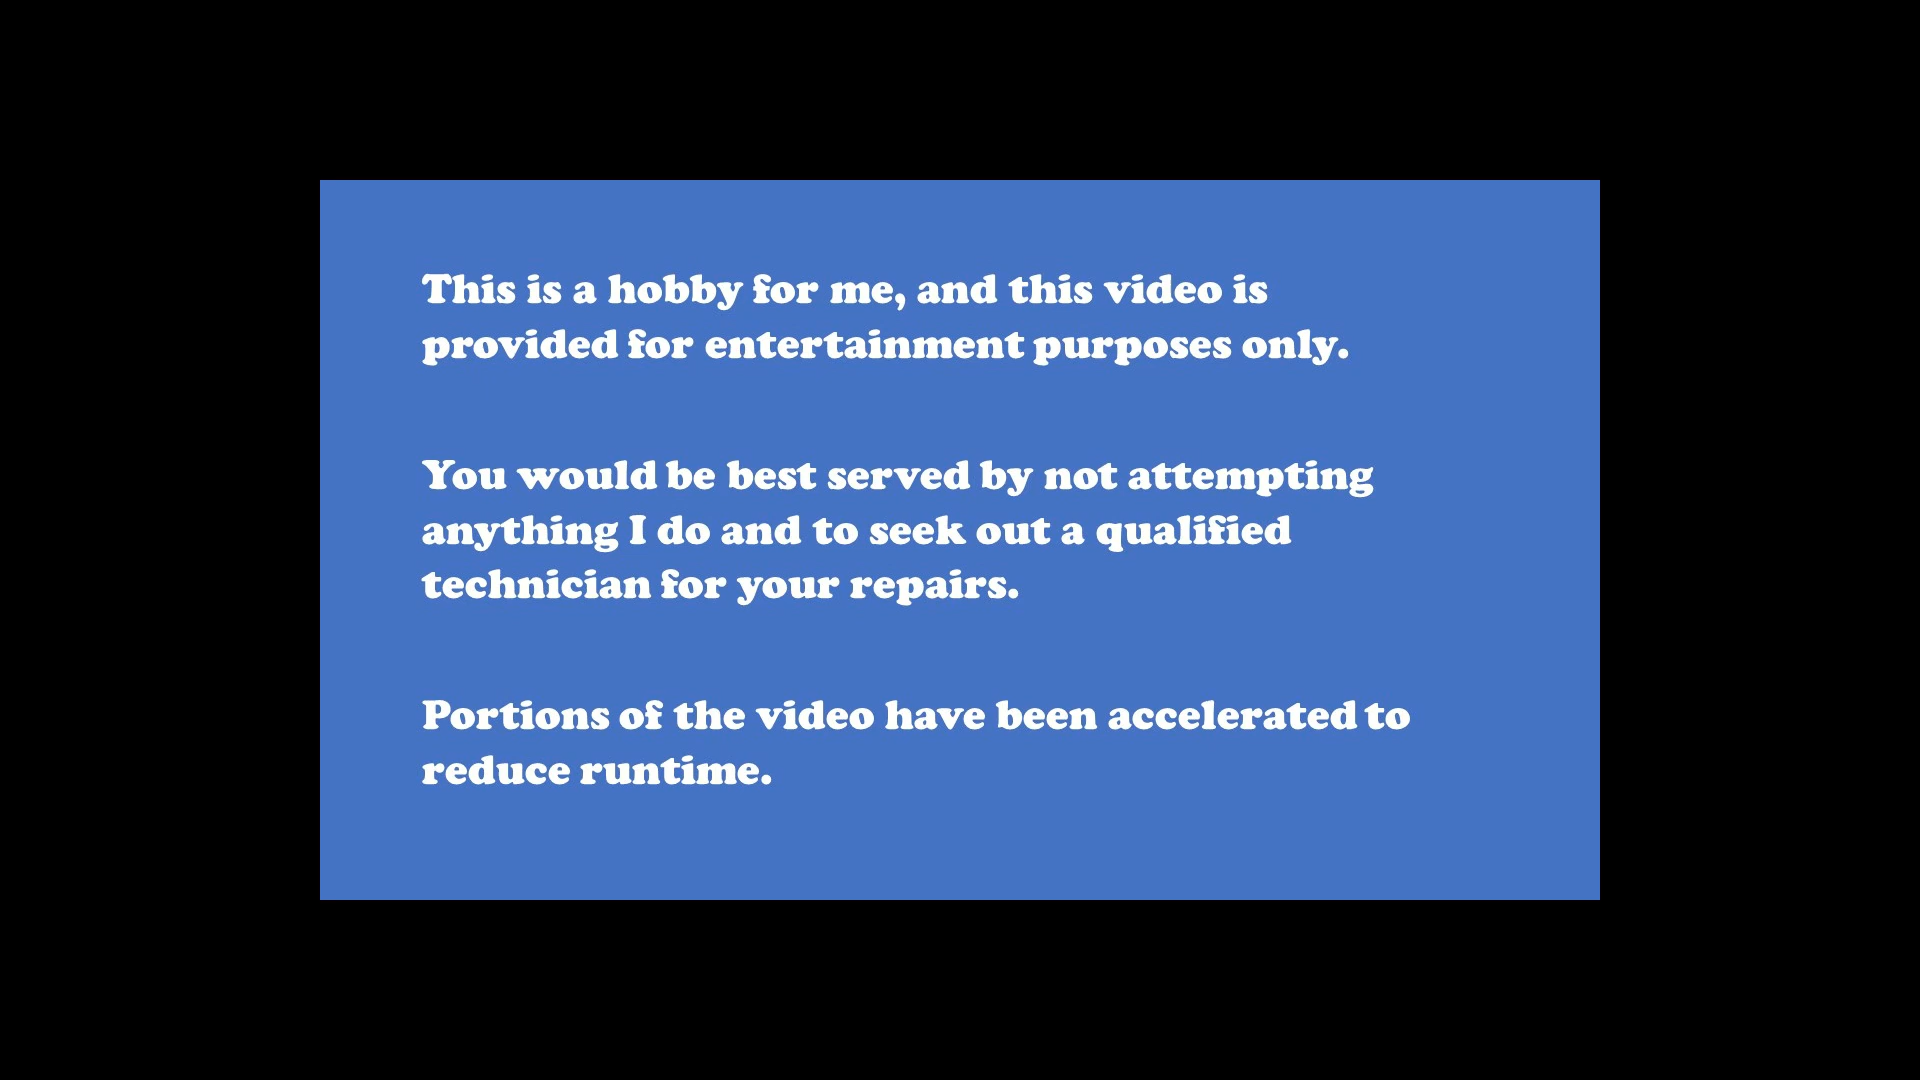 This is a hobby for me, and this video is
provided for entertainment purposes only.
You would be best served by not attempting
anything I do and to seek out a qualified
technician for your repairs.
Portions of the video have been accelerated to
reduce runtime.